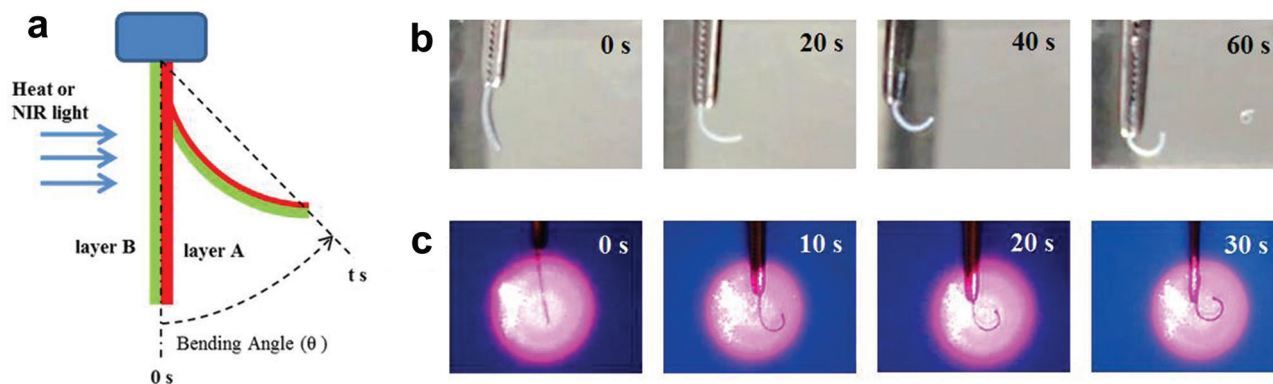 a
Heat or
NIR light
layer B
layer A
t s
Bending Angle (θ)
0 s
b
0 s
20 s
40 s
60 s
c
0 s
10 s
20 s
30 s